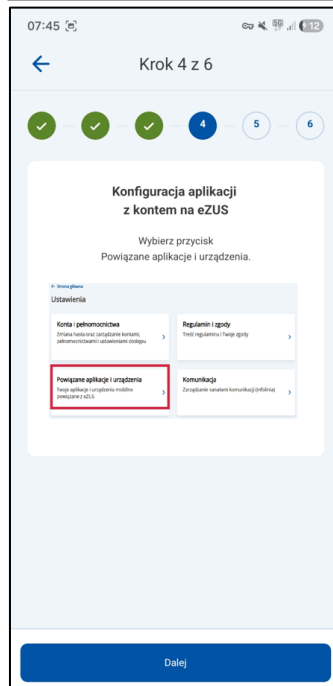 07:45
5G 12
Krok 4 z 6
4 5 6
Konfiguracja aplikacji
z kontem na eZUS
Wybierz przycisk
Powiązane aplikacje i urządzenia.
Strona główna
Ustawienia
Konta i pełnomocnictwa
Zmiana hasła oraz zarządzanie kontami,
pełnomocnictwami i ustawieniami dostępu
Regulamin i zgody
Treść regulaminu i Twoje zgody
Powiązane aplikacje i urządzenia
Twoje aplikacje i urządzenia mobilne
powiązane z eZUS
Komunikacja
Zarządzanie kanałami komunikacji (infolinia)
Dalej